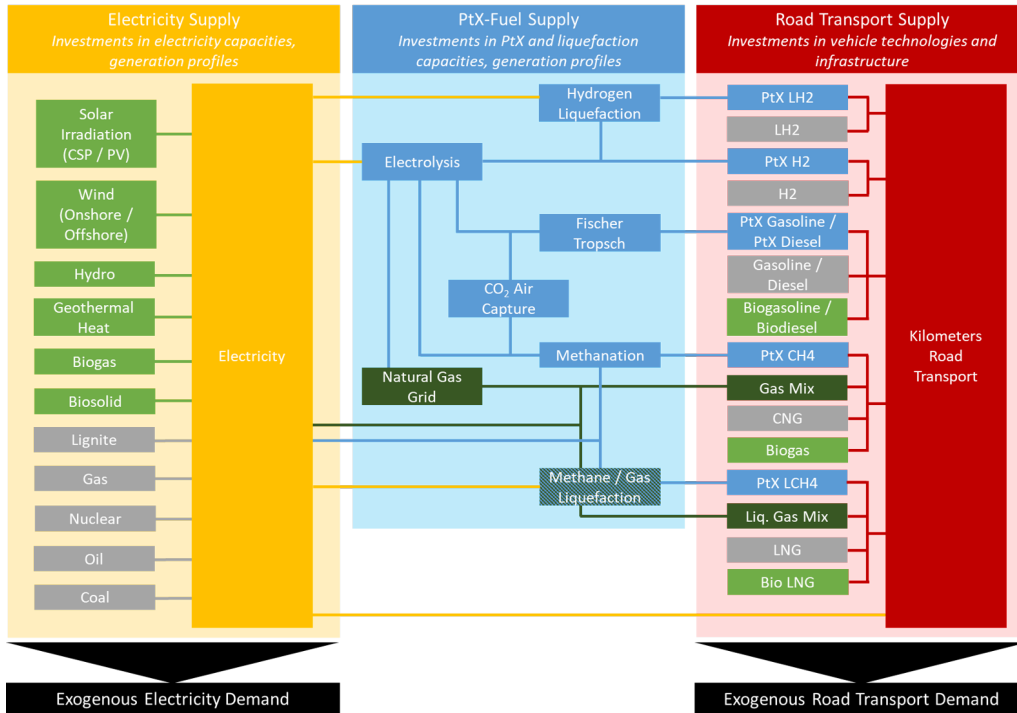 Electricity Supply
Investments in electricity capacities,
generation profiles
Solar
Irradiation
(CSP / PV)
Wind
(Onshore /
Offshore)
Hydro
Geothermal
Heat
Biogas
Biosolid
Lignite
Gas
Nuclear
Oil
Coal
Electricity
Exogenous Electricity Demand
PtX-Fuel Supply
Investments in PtX and liquefaction
capacities, generation profiles
Hydrogen
Liquefaction
Electrolysis
Fischer
Tropsch
CO₂ Air
Capture
Methanation
Natural Gas
Grid
Methane / Gas
Liquefaction
Road Transport Supply
Investments in vehicle technologies and
infrastructure
PtX LH2
LH2
PtX H2
H2
PtX Gasoline /
PtX Diesel
Gasoline /
Diesel
Biogasoline /
Biodiesel
PtX CH4
Gas Mix
CNG
Biogas
PtX LCH4
Liq. Gas Mix
LNG
Bio LNG
Kilometers
Road
Transport
Exogenous Road Transport Demand